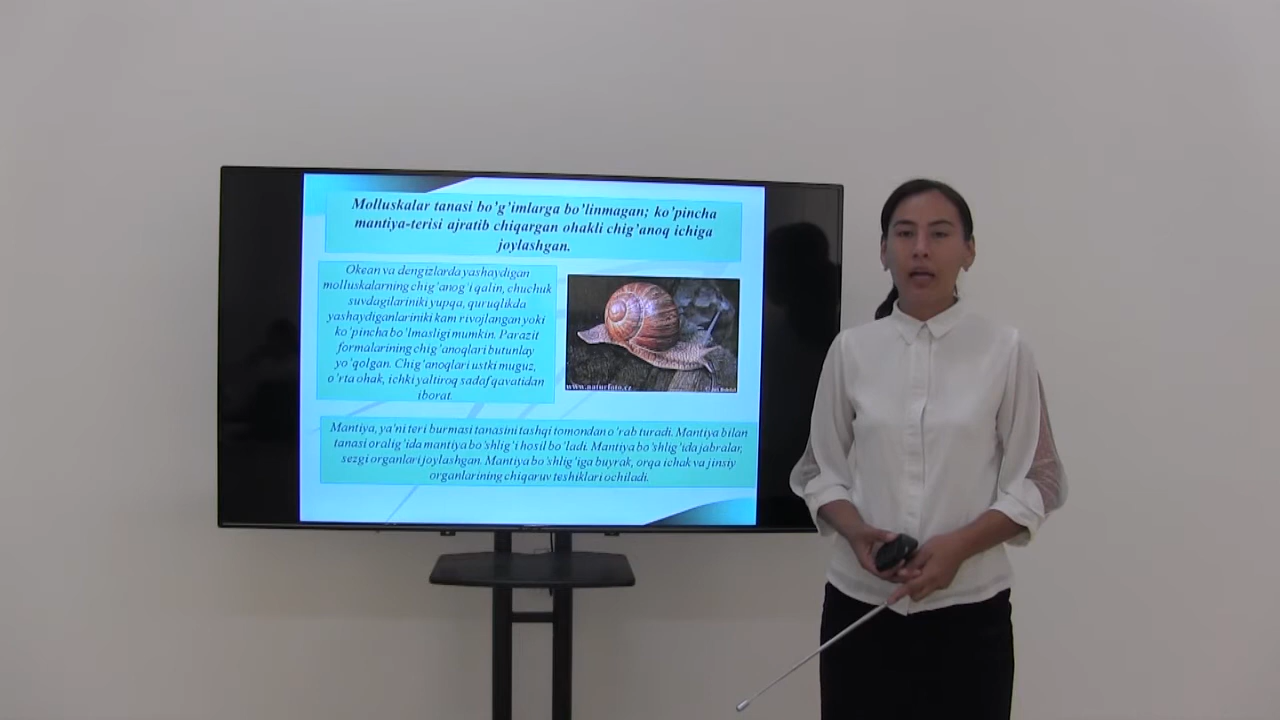 Molluskalar tanasi bo’g’imlarga bo’linmagan; ko’pincha
mantiya-terisi ajratib chiqargan ohakli chig’anoq ichiga
joylashgan.
Okean va dengizlarda yashaydigan
molluskalarning chig’anog’i qalin, chuchuk
suvdagilariniki yupqa, quruqlikda
yashaydiganlariniki kam rivojlangan yoki
ko’pincha bo’lmasligi mumkin. Parazit
formalarining chig’anoqlari butunlay
yo’qolgan. Chig’anoqlari ustki muguz,
o’rta ohak, ichki yaltiroq sadaf qavatidan
iborat.
www.naturfoto.cz
Mantiya, ya’ni teri burmasi tanasini tashqi tomondan o’rab turadi. Mantiya bilan
tanasi oralig’ida mantiya bo’shlig’i hosil bo’ladi. Mantiya bo’shlig’ida jabralar,
sezgi organlari joylashgan. Mantiya bo’shlig’iga buyrak, orqa ichak va jinsiy
organlarining chiqaruv teshiklari ochiladi.